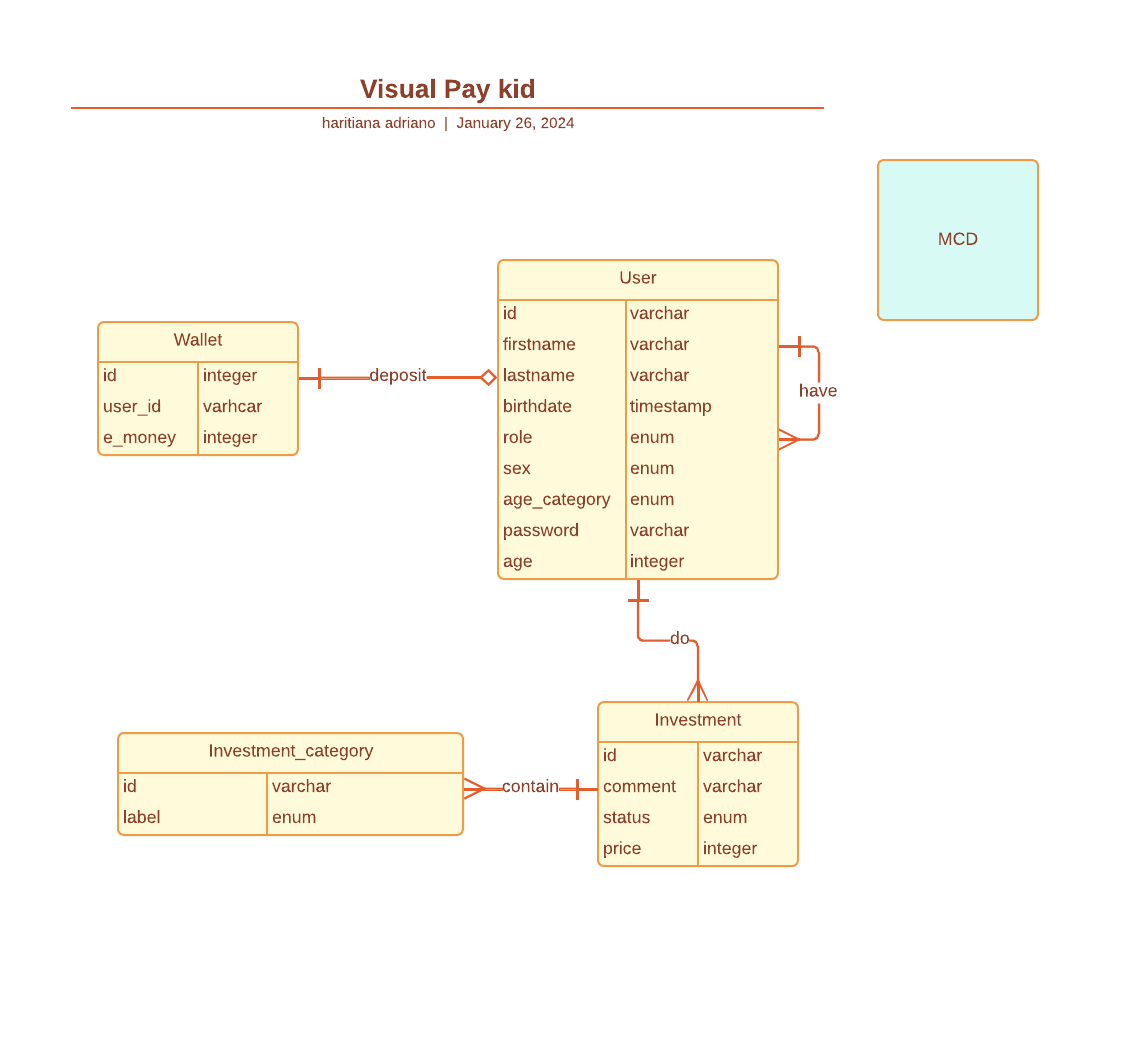 Visual Pay kid
haritiana adriano | January 26, 2024
MCD
User
id varchar
firstname varchar
lastname varchar
birthdate timestamp
role enum
sex enum
age_category enum
password varchar
age integer
Wallet
id integer
user_id varhcar
e_money integer
deposit
have
do
Investment_category
id varchar
label enum
contain
Investment
id varchar
comment varchar
status enum
price integer